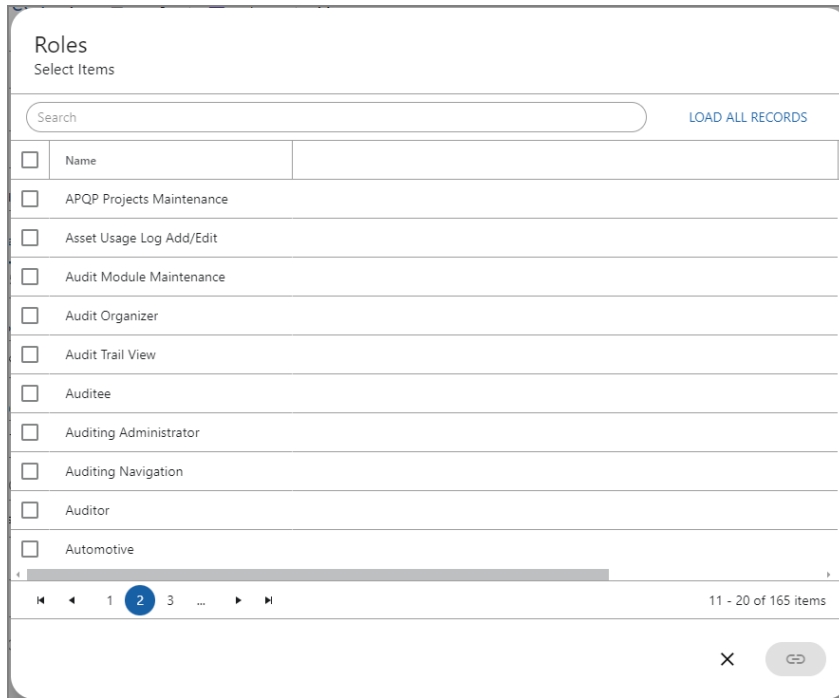 Roles
Select Items
Search
LOAD ALL RECORDS
Name
APQP Projects Maintenance
Asset Usage Log Add/Edit
Audit Module Maintenance
Audit Organizer
Audit Trail View
Auditee
Auditing Administrator
Auditing Navigation
Auditor
Automotive
1 2 3 ... 11 - 20 of 165 items